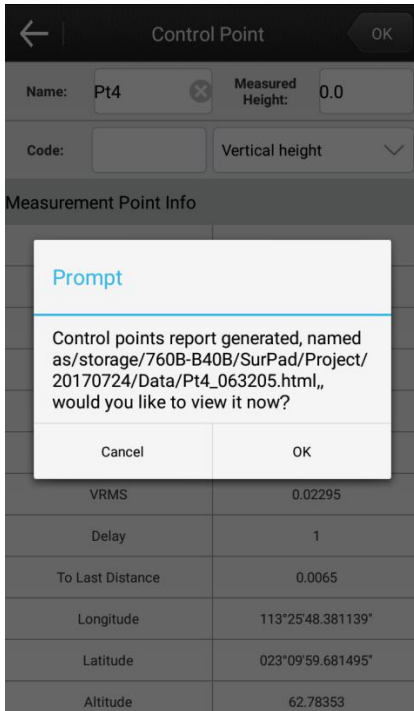 Control Point OK
Name: Pt4 Measured Height: 0.0
Code: Vertical height
Measurement Point Info
Prompt
Control points report generated, named
as/storage/760B-B40B/SurPad/Project/
20170724/Data/Pt4_063205.html,,
would you like to view it now?
Cancel OK
VRMS 0.02295
Delay 1
To Last Distance 0.0065
Longitude 113°25'48.381139"
Latitude 023°09'59.681495"
Altitude 62.78353